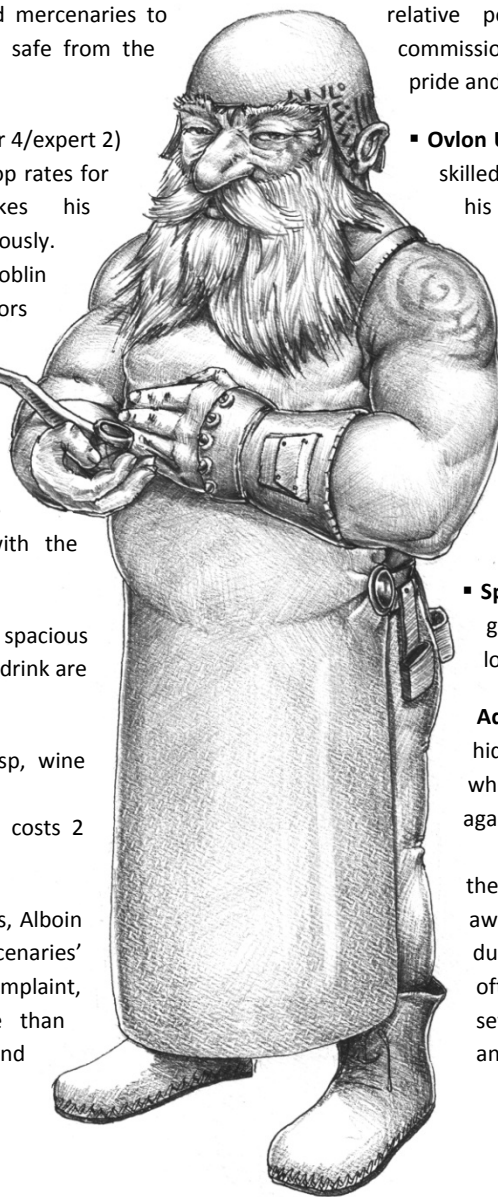 d mercenaries to
safe from the
r 4/expert 2)
op rates for
kes his
ously.
oblin
ors
with the
spacious
drink are
sp, wine
costs 2
s, Alboin
cenaries’
mplaint,
e than
nd
relative po
commission
pride and
▪ Ovlon U
skilled
his
▪ Sp
g
lo
Ad
hid
wh
aga
the
aw
du
of
se
an